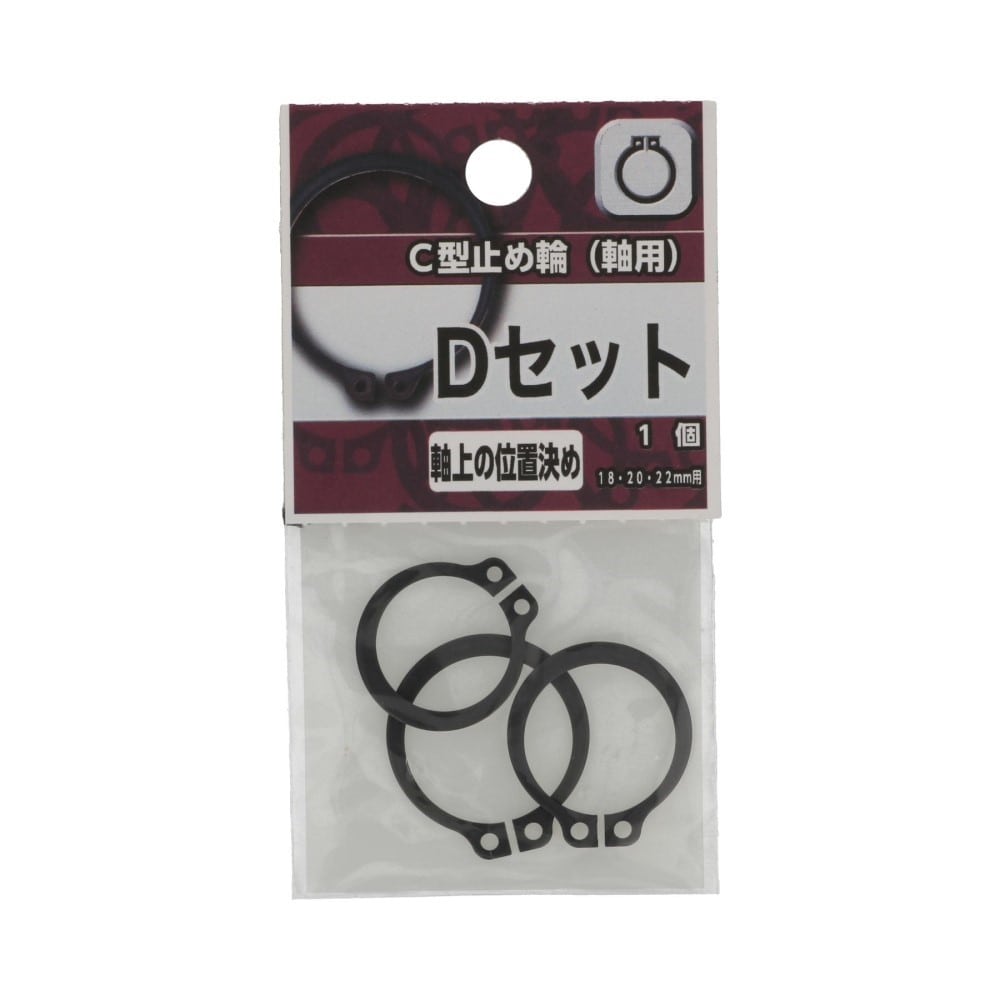 C型止め輪（軸用）
Dセット
1 個
軸上の位置決め
18・20・22mm用